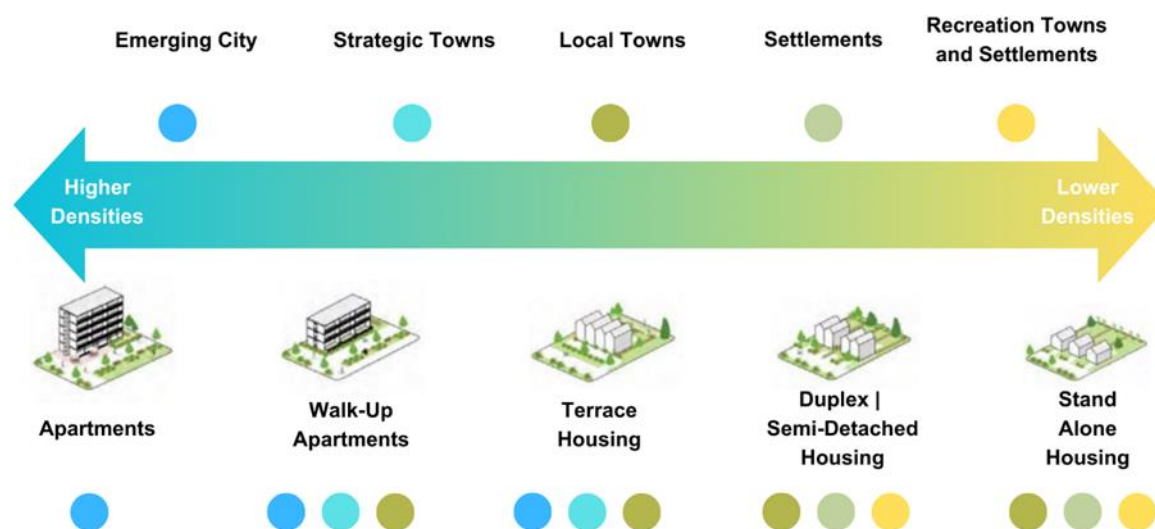 Emerging City
Strategic Towns
Local Towns
Settlements
Recreation Towns
and Settlements
Higher
Densities
Lower
Densities
Apartments
Walk-Up
Apartments
Terrace
Housing
Duplex |
Semi-Detached
Housing
Stand
Alone
Housing